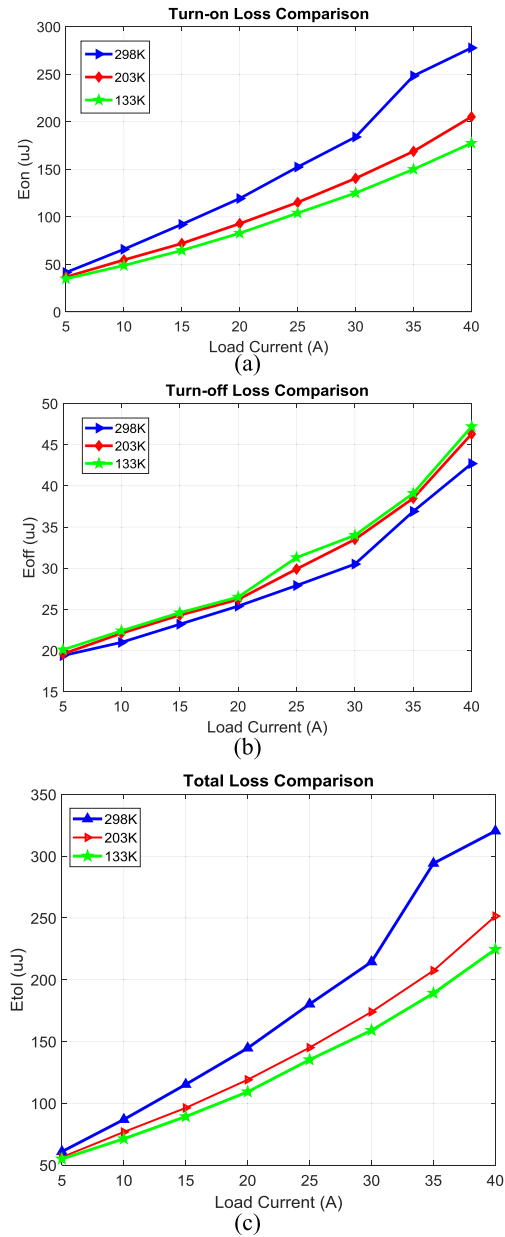 Turn-on Loss Comparison
300
250
200
150
100
50
0
Eon (uJ)
298K
203K
133K
5 10 15 20 25 30 35 40
Load Current (A)
(a)
Turn-off Loss Comparison
50
45
40
35
30
25
20
15
Eoff (uJ)
298K
203K
133K
5 10 15 20 25 30 35 40
Load Current (A)
(b)
Total Loss Comparison
350
300
250
200
150
100
50
Etol (uJ)
298K
203K
133K
5 10 15 20 25 30 35 40
Load Current (A)
(c)